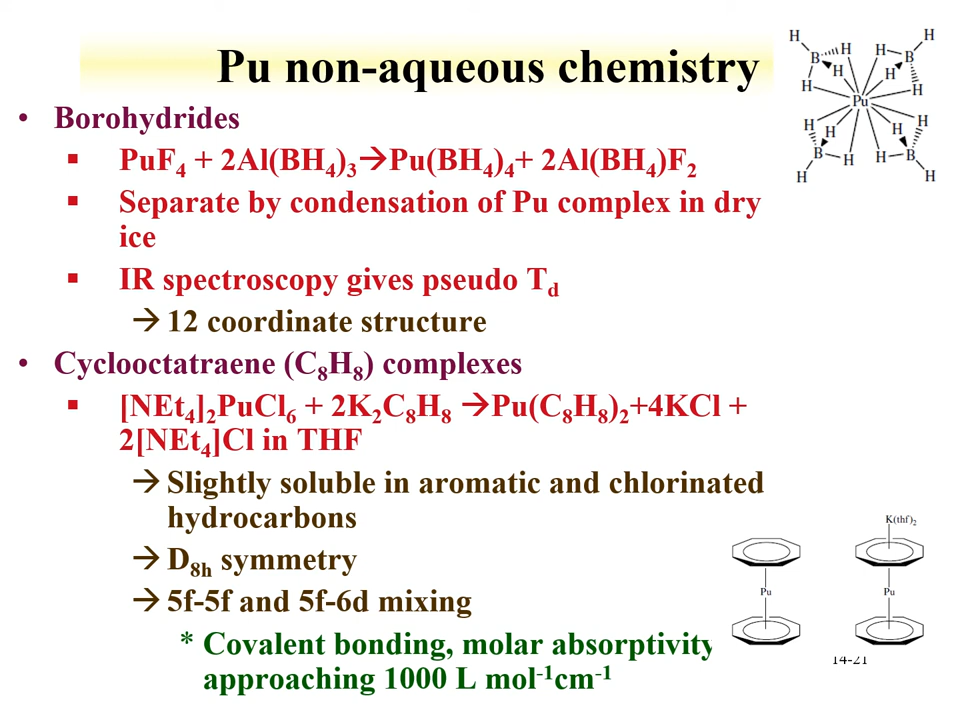 Pu non-aqueous chemistry
• Borohydrides
▪ PuF4 + 2Al(BH4)3→Pu(BH4)4+ 2Al(BH4)F2
▪ Separate by condensation of Pu complex in dry
ice
▪ IR spectroscopy gives pseudo Td
→ 12 coordinate structure
• Cyclooctatraene (C8H8) complexes
▪ [NEt4]2PuCl6 + 2K2C8H8 →Pu(C8H8)2+4KCl +
2[NEt4]Cl in THF
→ Slightly soluble in aromatic and chlorinated
hydrocarbons
→ D8h symmetry
→ 5f-5f and 5f-6d mixing
* Covalent bonding, molar absorptivity
approaching 1000 L mol-1cm-1
H H H H
B B
H H
H H
Pu
H H
H H
B H H B
H H
K(thf)2
Pu Pu
14-21